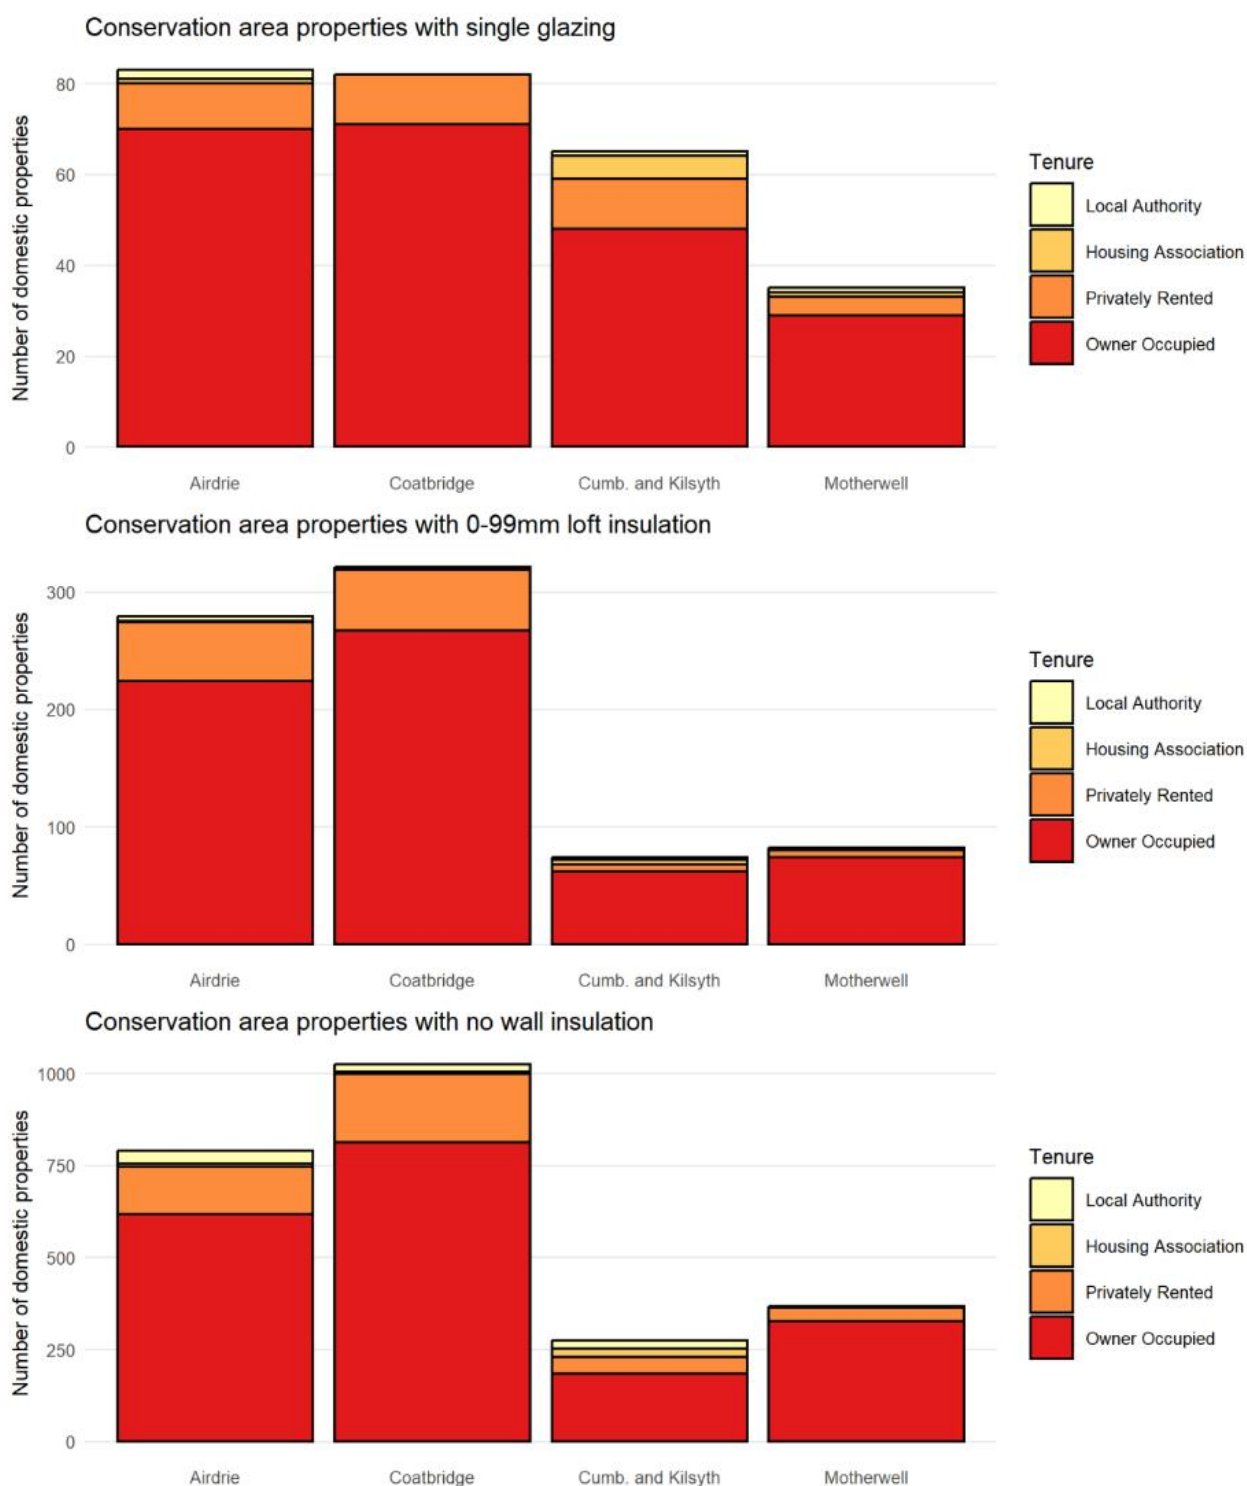 Conservation area properties with single glazing
Number of domestic properties
80
60
40
20
0
Airdrie
Coatbridge
Cumb. and Kilsyth
Motherwell
Tenure
Local Authority
Housing Association
Privately Rented
Owner Occupied
Conservation area properties with 0-99mm loft insulation
Number of domestic properties
300
200
100
0
Airdrie
Coatbridge
Cumb. and Kilsyth
Motherwell
Tenure
Local Authority
Housing Association
Privately Rented
Owner Occupied
Conservation area properties with no wall insulation
Number of domestic properties
1000
750
500
250
0
Airdrie
Coatbridge
Cumb. and Kilsyth
Motherwell
Tenure
Local Authority
Housing Association
Privately Rented
Owner Occupied